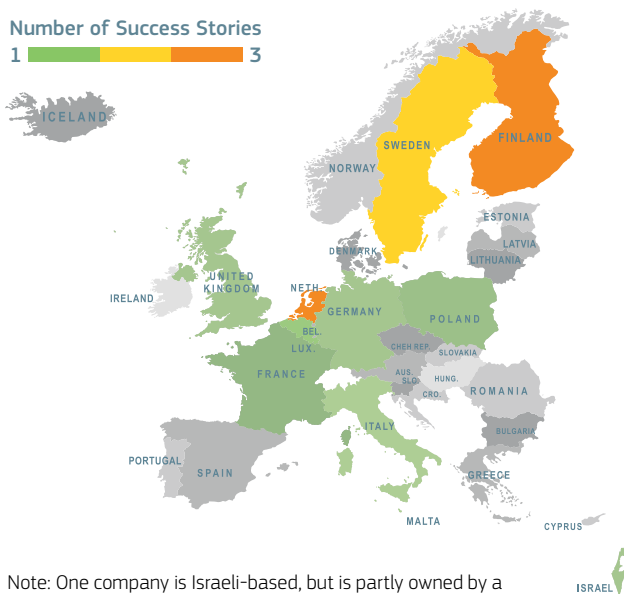 Number of Success Stories
1 3
ICELAND
FINLAND
SWEDEN
NORWAY
ESTONIA
DENMARK
LATVIA
LITHUANIA
UNITED
KINGDOM
NETH.
IRELAND
GERMANY
POLAND
BEL.
LUX.
CHEH REP.
SLOVAKIA
FRANCE
AUS.
HUNG.
SLO.
ROMANIA
CRO.
ITALY
BULGARIA
PORTUGAL
SPAIN
GREECE
MALTA
CYPRUS
Note: One company is Israeli-based, but is partly owned by a
ISRAEL